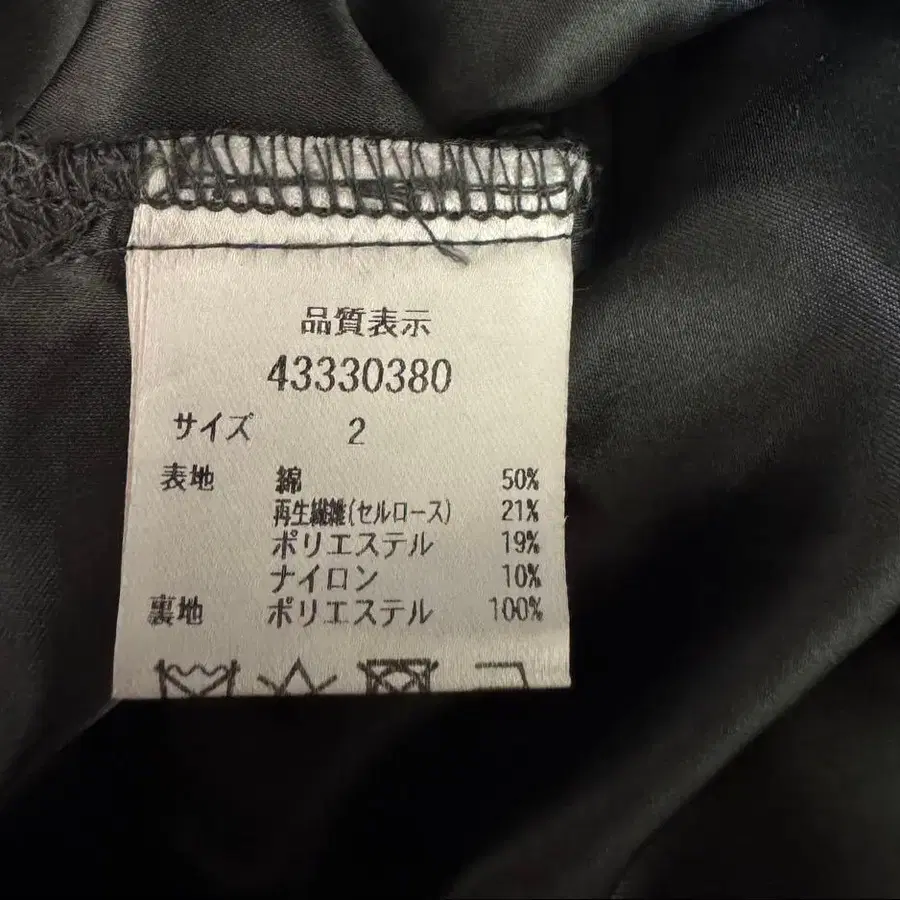 品質表示
43330380
サイズ 2
表地 綿 50%
再生繊維(セルロース) 21%
ポリエステル 19%
ナイロン 10%
裏地 ポリエステル 100%